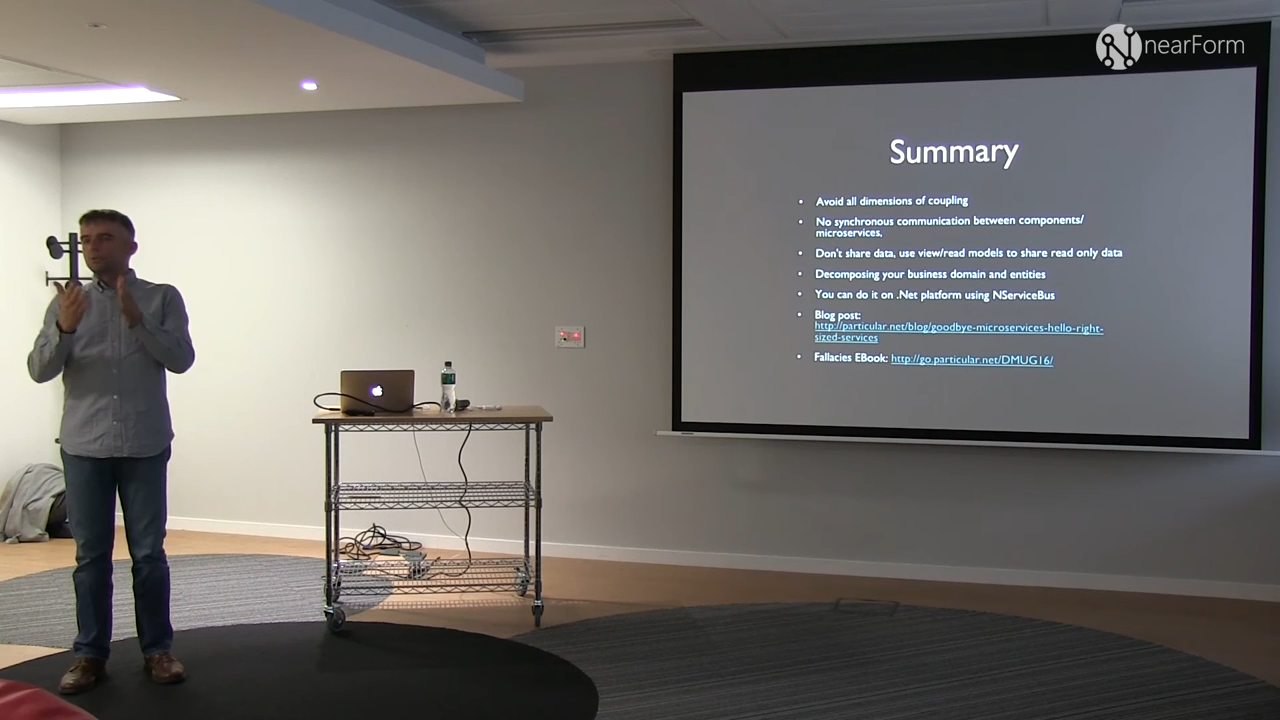 nearForm
Summary
• Avoid all dimensions of coupling
• No synchronous communication between components/
microservices,
• Don't share data, use view/read models to share read only data
• Decomposing your business domain and entities
• You can do it on .Net platform using NServiceBus
• Blog post:
http://particular.net/blog/goodbye-microservices-hello-right-
sized-services
• Fallacies EBook: http://go.particular.net/DMUG16/